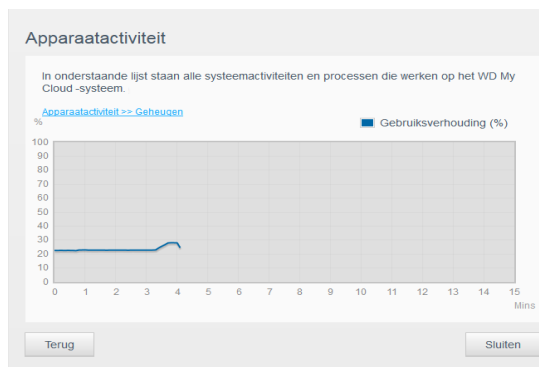 Apparaatactiviteit
In onderstaande lijst staan alle systeemactiviteiten en processen die werken op het WD My
Cloud -systeem.
Apparaatactiviteit >> Geheugen
%
Gebruiksverhouding (%)
100
90
80
70
60
50
40
30
20
10
0
0 1 2 3 4 5 6 7 8 9 10 11 12 13 14 15
Mins
Terug
Sluiten